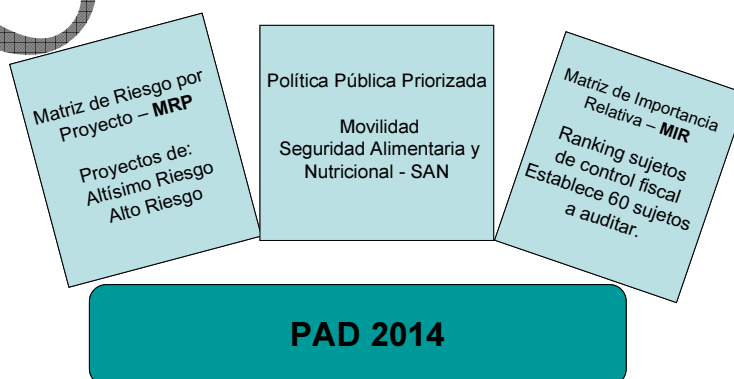 Matriz de Riesgo por
Proyecto – MRP
Proyectos de:
Altísimo Riesgo
Alto Riesgo
Política Pública Priorizada
Movilidad
Seguridad Alimentaria y
Nutricional - SAN
Matriz de Importancia
Relativa – MIR
Ranking sujetos
de control fiscal
Establece 60 sujetos
a auditar.
PAD 2014